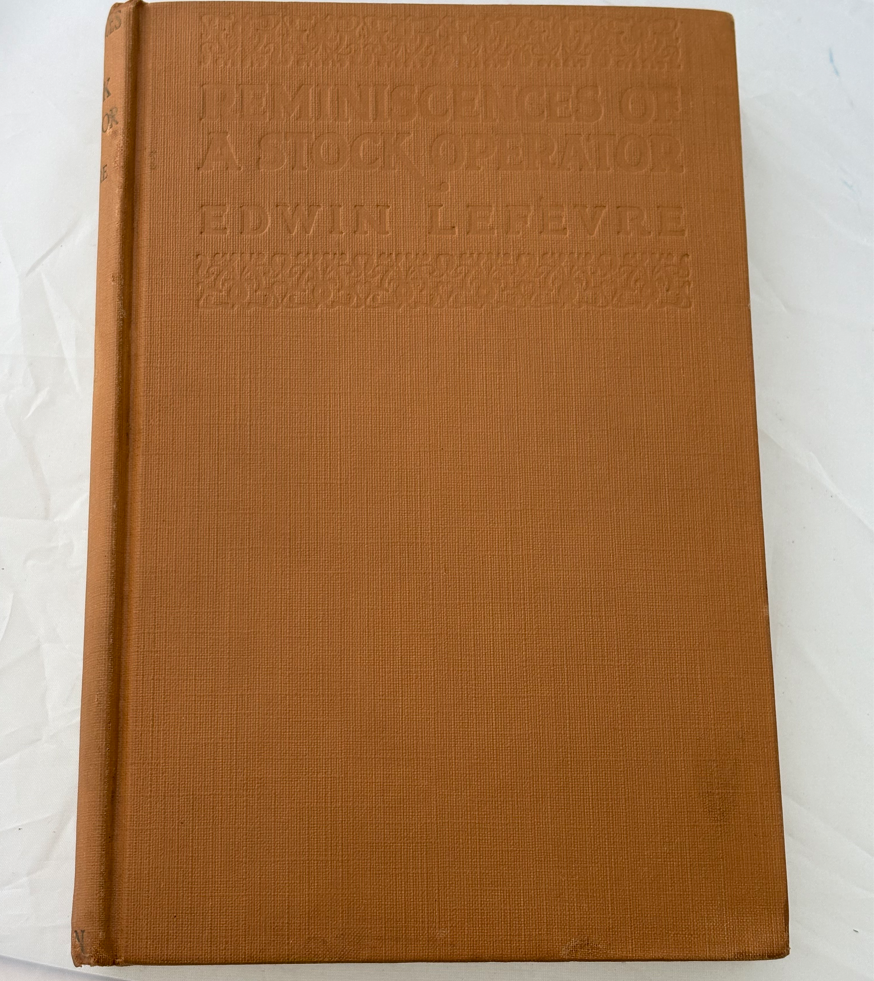 REMINISCENCES OF
A STOCK OPERATOR
EDWIN LEFEVRE